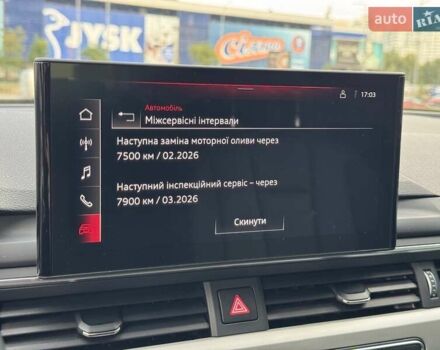 auto RIA
JYSK
17:03
Автомобіль
Міжсервісні інтервали
Наступна заміна моторної оливи через
7500 км / 02.2026
Наступний інспекційний сервіс – через
7900 км / 03.2026
Скинути